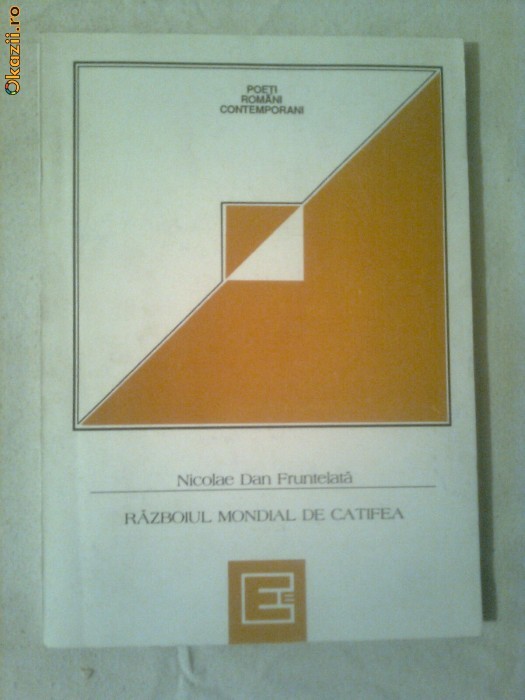 Okazii.ro
POEȚI
ROMÂNI
CONTEMPORANI
Nicolae Dan Fruntelată
RĂZBOIUL MONDIAL DE CATIFEA
E